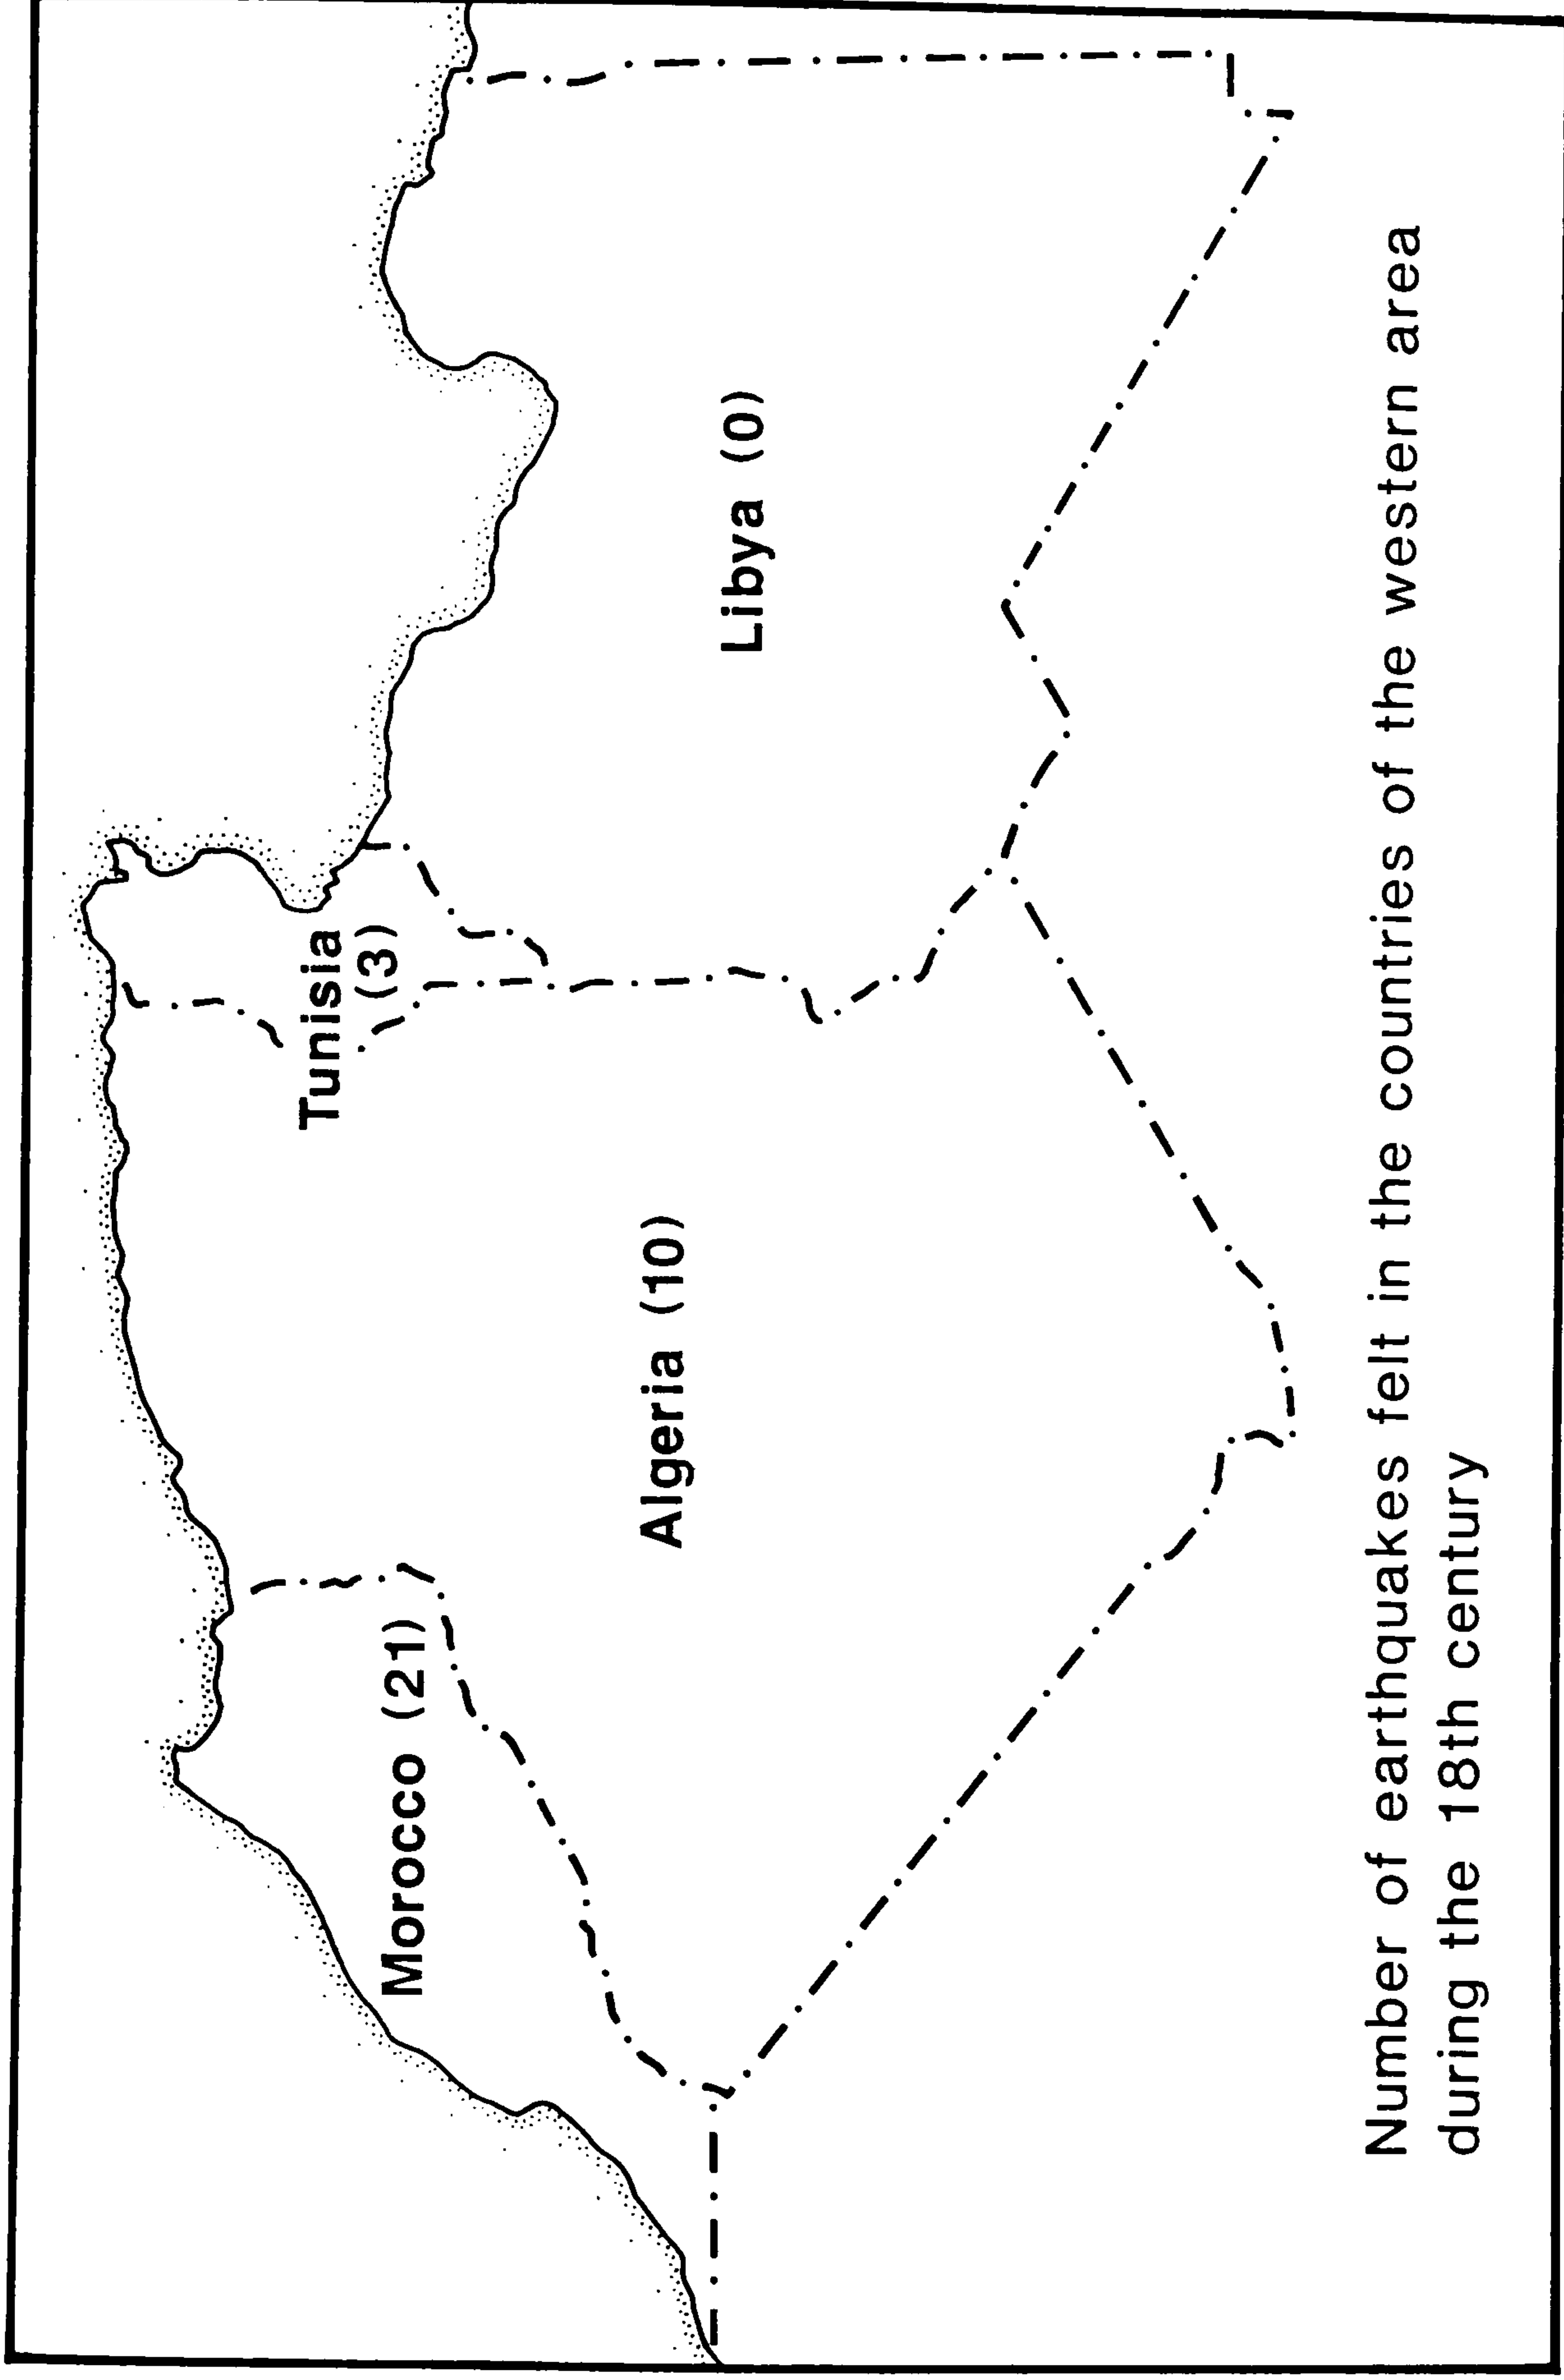 Tunisia
(3)
Libya (0)
Algeria (10)
Morocco (21)
Number of earthquakes felt in the countries of the western area
during the 18th century